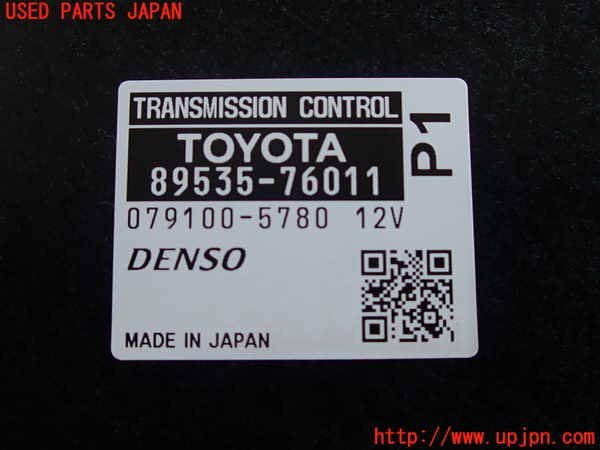 USED PARTS JAPAN
TRANSMISSION CONTROL
TOYOTA
89535-76011
P1
079100-5780 12V
DENSO
MADE IN JAPAN
http://www.upjpn.com/